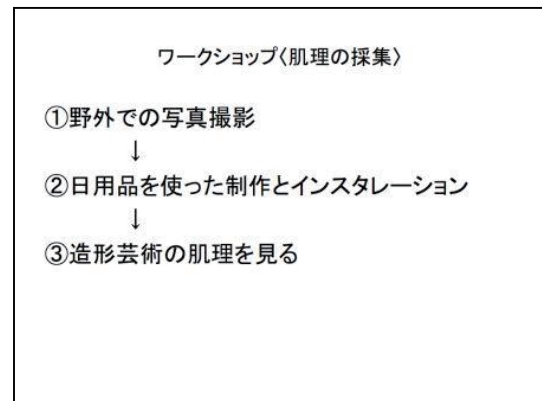 ワークショップ〈肌理の採集〉
①野外での写真撮影
↓
②日用品を使った制作とインスタレーション
↓
③造形芸術の肌理を見る